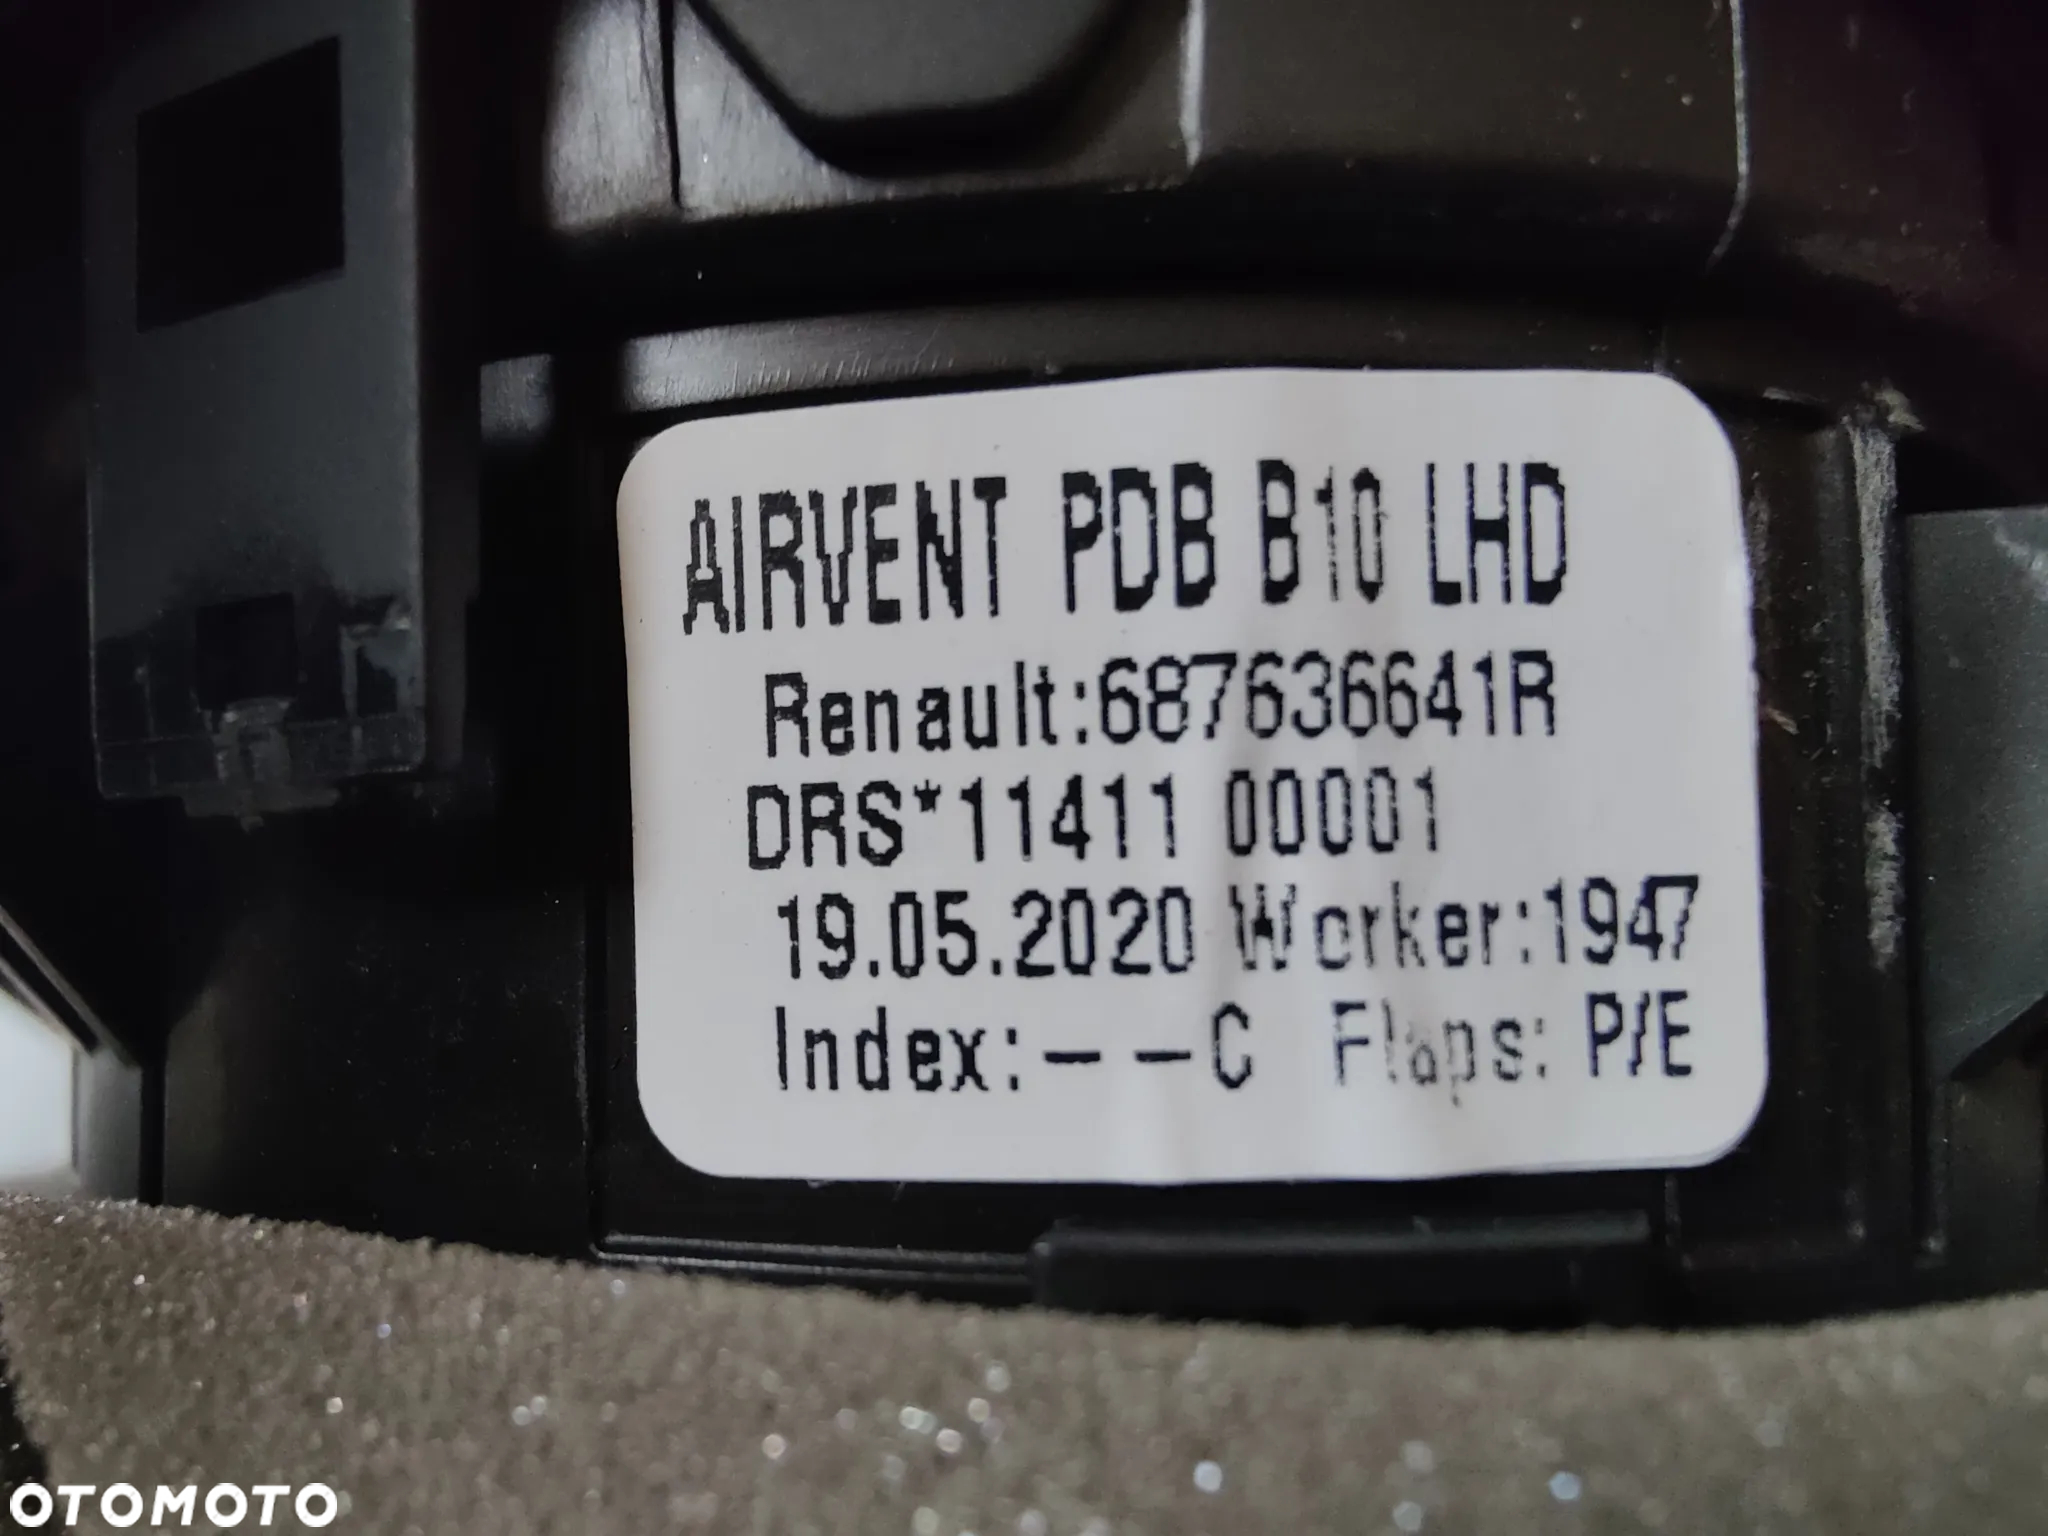 AIRVENT PDB B10 LHD
Renault:687636641R
DRS*11411 00001
19.05.2020 Worker:1947
Index:--C Flaps: P/E
OTOMOTO